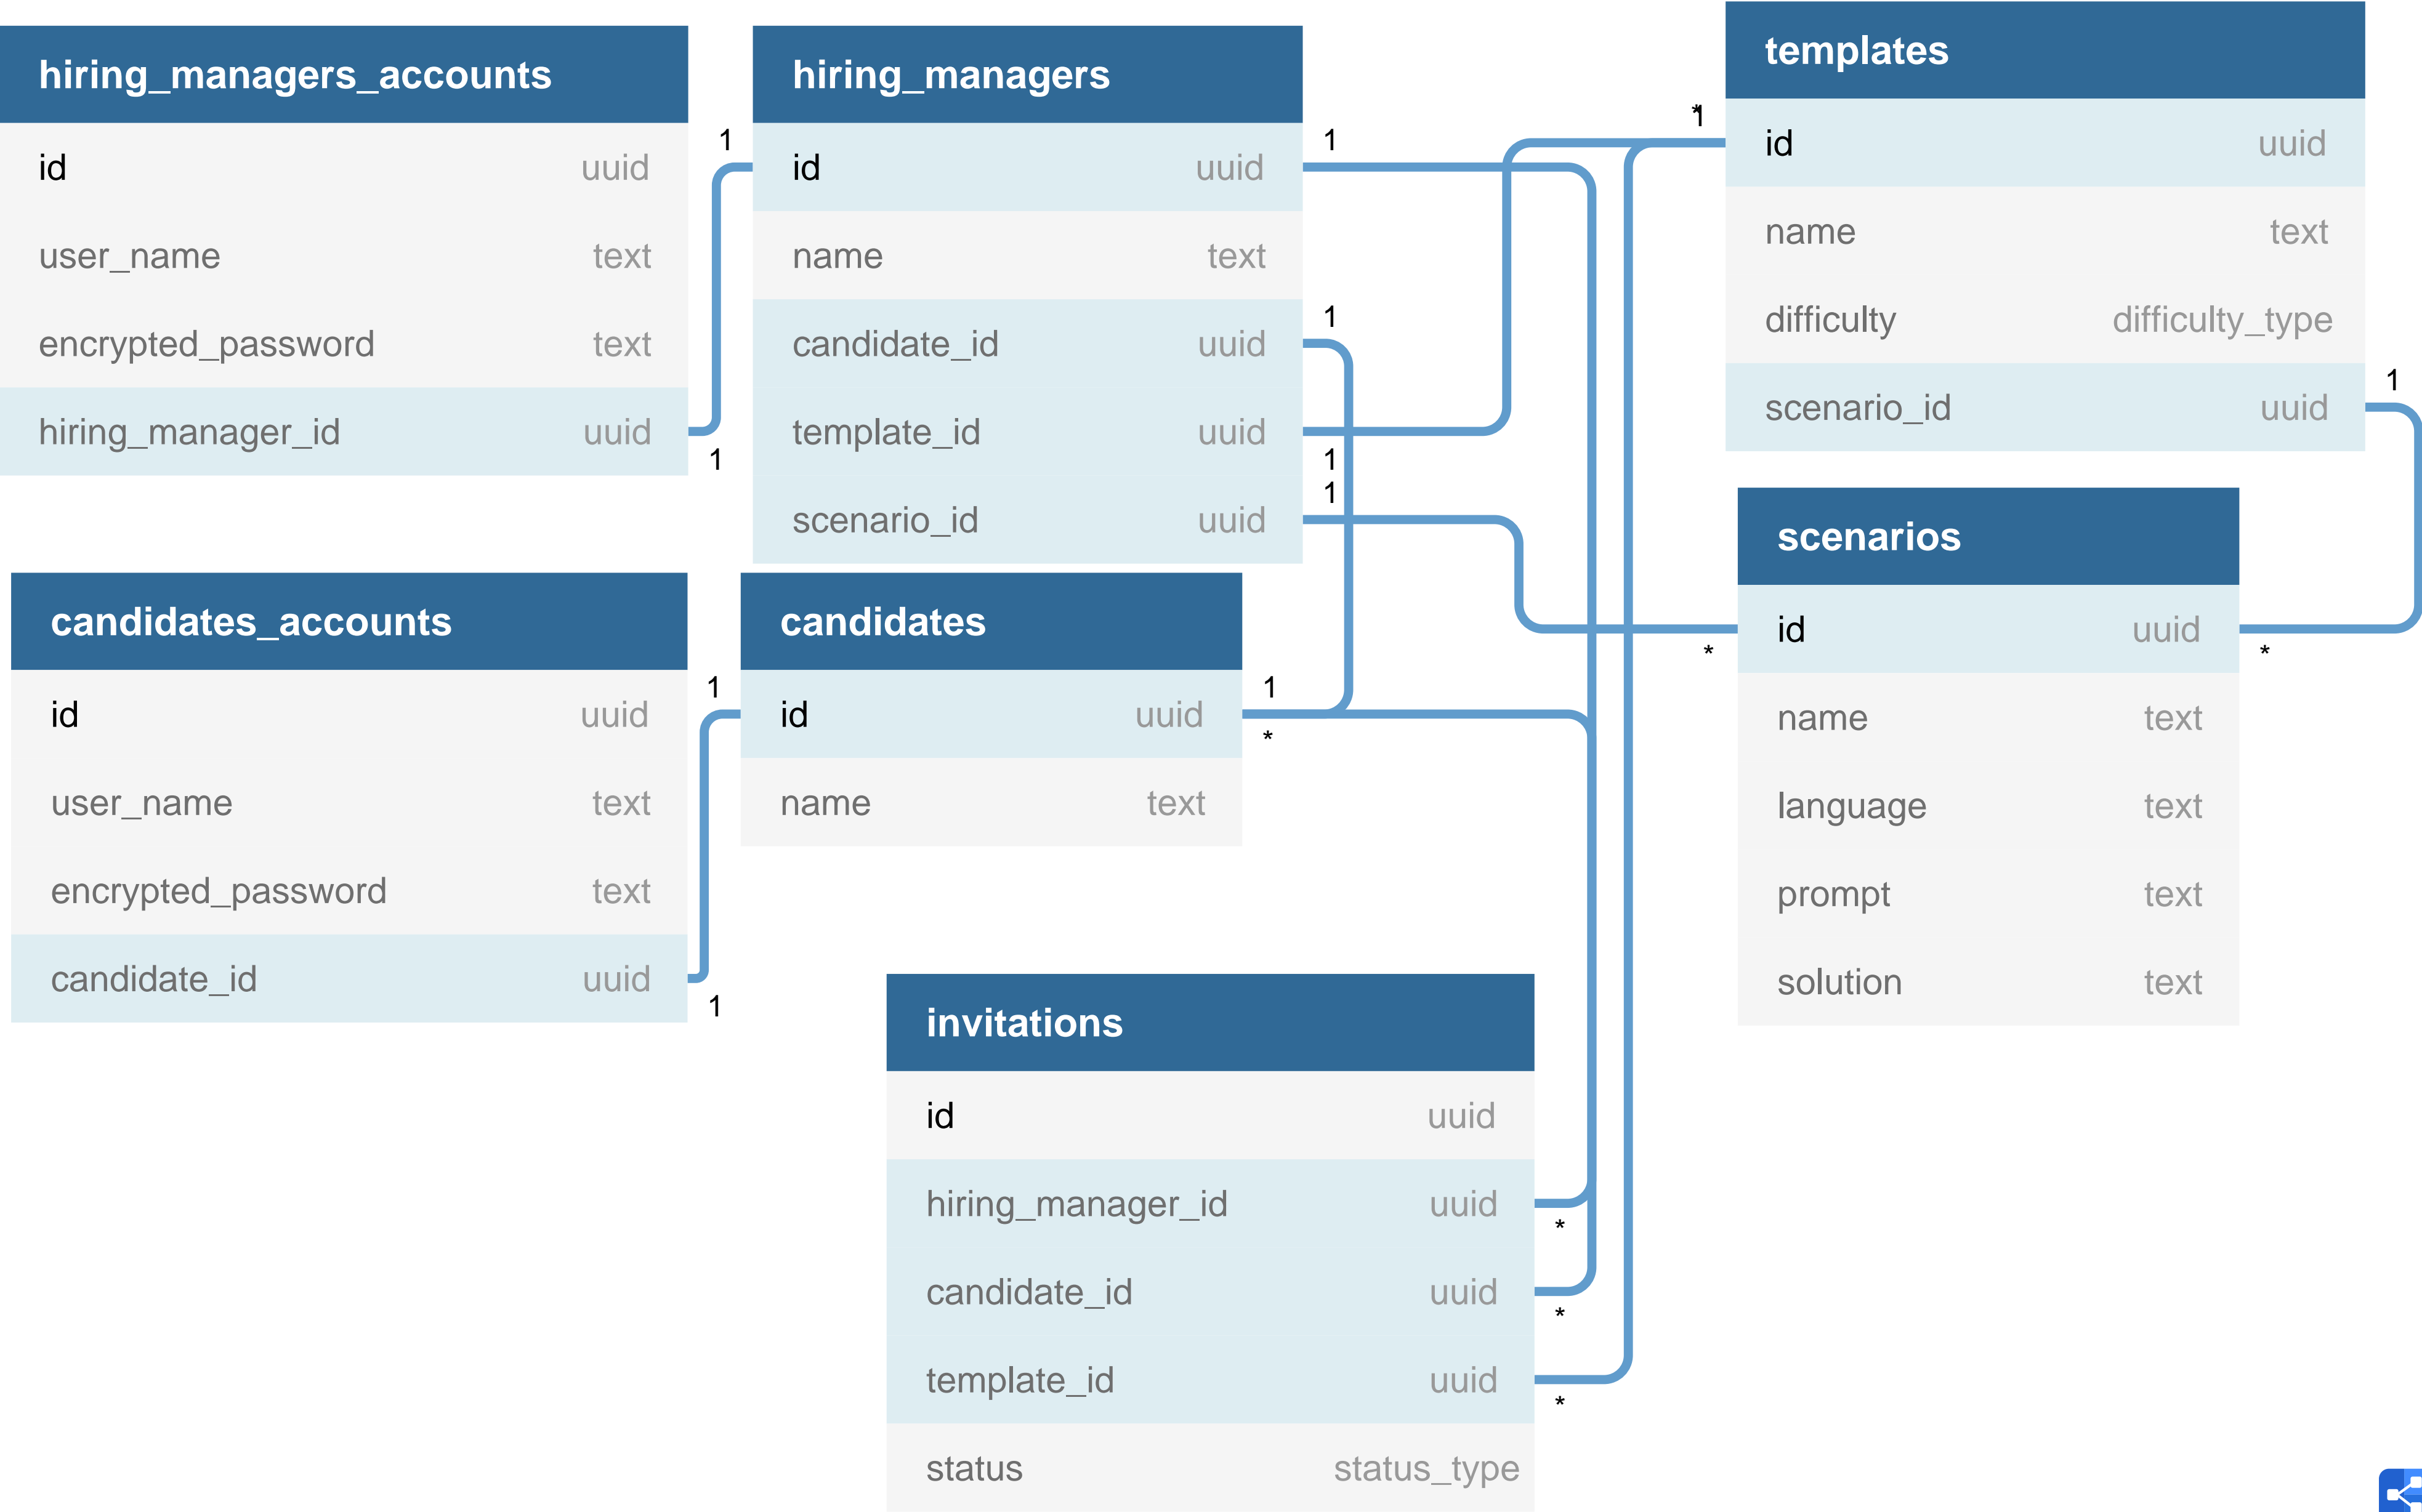 hiring_managers_accounts
id uuid
user_name text
encrypted_password text
hiring_manager_id uuid
1
1
hiring_managers
id uuid
name text
candidate_id uuid
template_id uuid
scenario_id uuid
1
1
1
1
templates
id uuid
name text
difficulty difficulty_type
scenario_id uuid
*
1
1
candidates_accounts
id uuid
user_name text
encrypted_password text
candidate_id uuid
1
1
candidates
id uuid
name text
1
*
scenarios
id uuid
name text
language text
prompt text
solution text
*
*
invitations
id uuid
hiring_manager_id uuid
candidate_id uuid
template_id uuid
status status_type
*
*
*